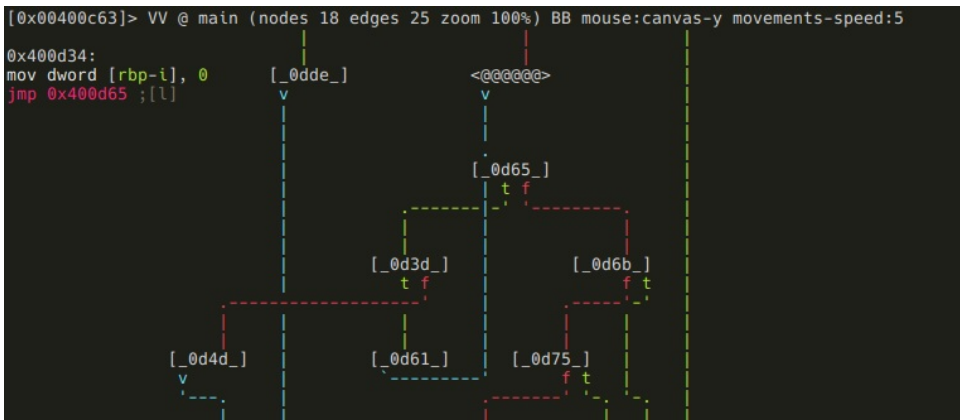 [0x00400c63]> VV @ main (nodes 18 edges 25 zoom 100%) BB mouse:canvas-y movements-speed:5
0x400d34:
mov dword [rbp-i], 0 [_0dde_] <@@@@@@>
jmp 0x400d65 ;[l] v v
[_0d65_]
t f
[_0d3d_] [_0d6b_]
t f f t
[_0d4d_] [_0d61_] [_0d75_]
v f t